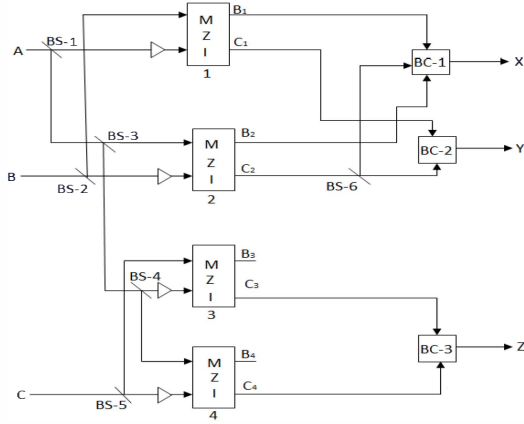 M
Z
I
1
B1
C1
A
BS-1
BC-1
X
BS-3
M
Z
I
2
B2
C2
BC-2
Y
B
BS-2
BS-6
M
Z
I
3
B3
C3
BS-4
BC-3
Z
M
Z
I
4
B4
C4
C
BS-5